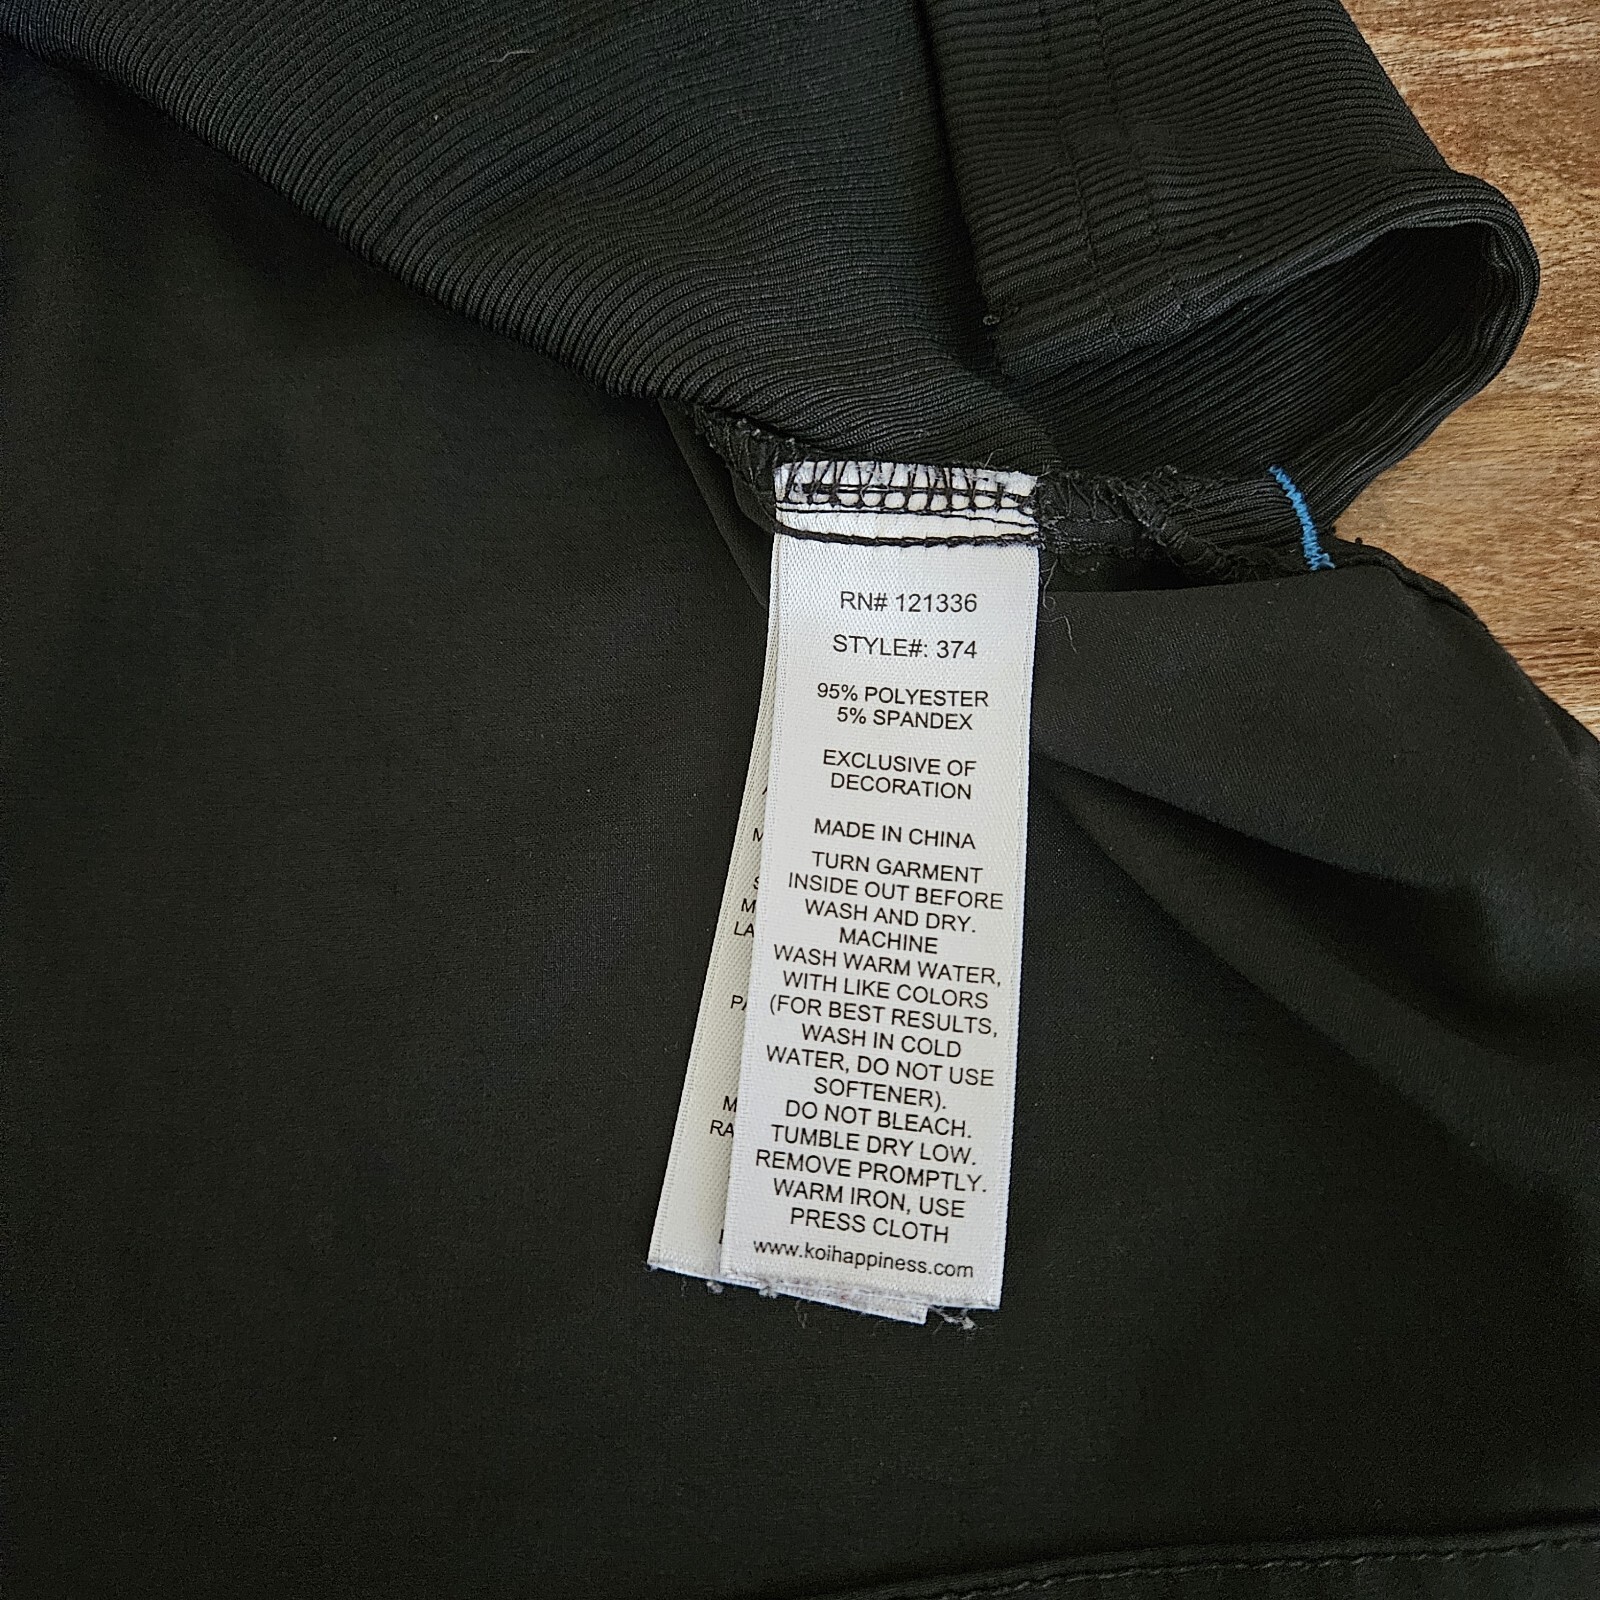 RN# 121336
STYLE#: 374
95% POLYESTER
5% SPANDEX
EXCLUSIVE OF
DECORATION
MADE IN CHINA
TURN GARMENT
INSIDE OUT BEFORE
WASH AND DRY.
MACHINE
WASH WARM WATER,
WITH LIKE COLORS
(FOR BEST RESULTS,
WASH IN COLD
WATER, DO NOT USE
SOFTENER).
DO NOT BLEACH.
TUMBLE DRY LOW.
REMOVE PROMPTLY.
WARM IRON, USE
PRESS CLOTH
www.koihappiness.com